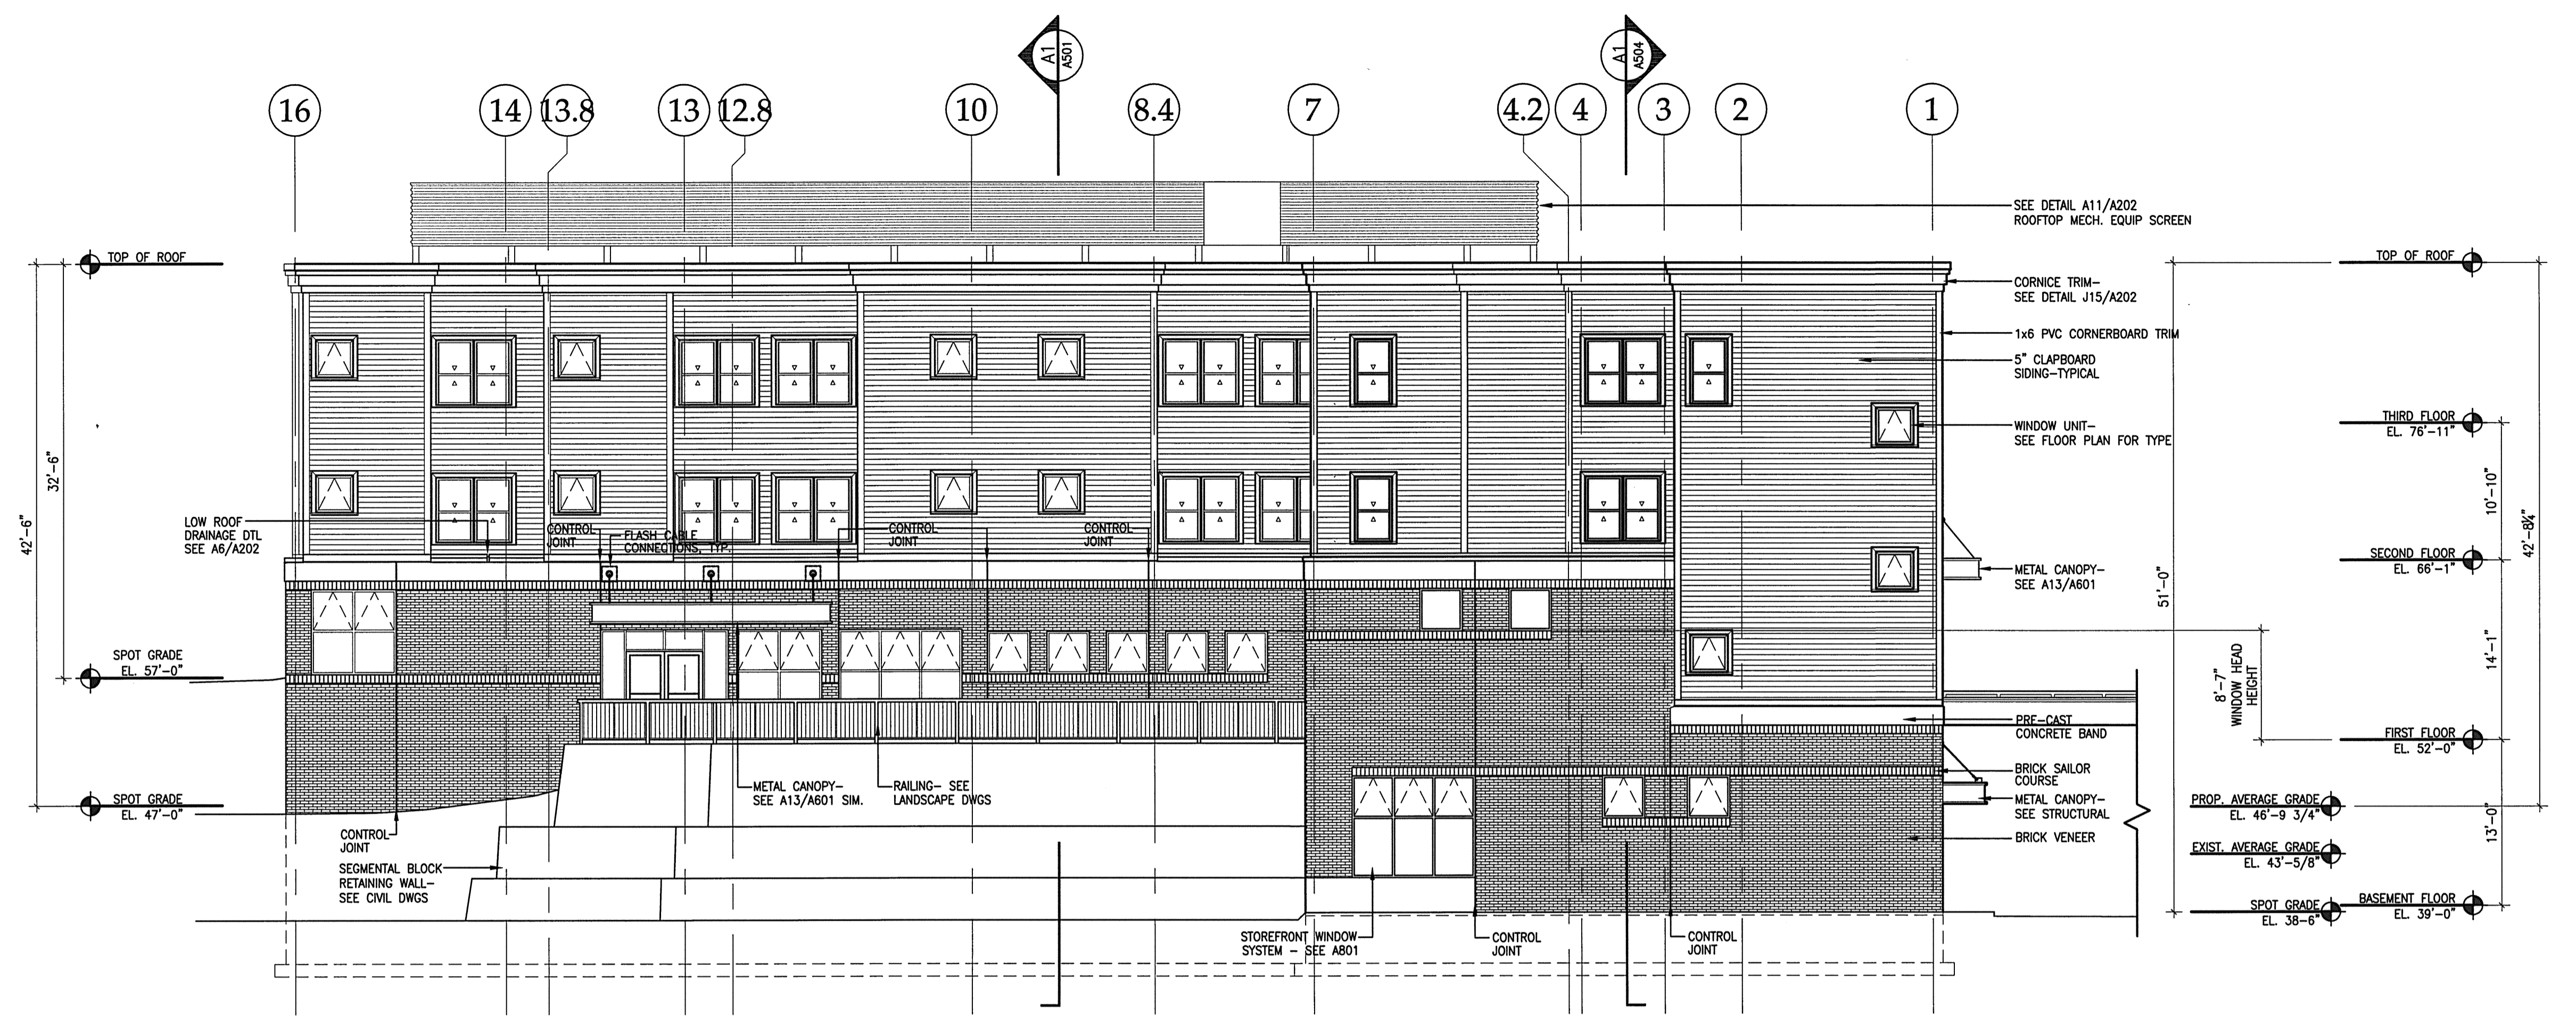 A1
A501
A1
A504
16
14
13.8
13
12.8
10
8.4
7
4.2
4
3
2
1
SEE DETAIL A11/A202
ROOFTOP MECH. EQUIP SCREEN
TOP OF ROOF
TOP OF ROOF
CORNICE TRIM-
SEE DETAIL J15/A202
1x6 PVC CORNERBOARD TRIM
5" CLAPBOARD
SIDING-TYPICAL
WINDOW UNIT-
SEE FLOOR PLAN FOR TYPE
THIRD FLOOR
EL. 76'-11"
32'-6"
42'-6"
10'-10"
42'-8¼"
LOW ROOF
DRAINAGE DTL
SEE A6/A202
CONTROL
JOINT
FLASH CABLE
CONNECTIONS, TYP.
CONTROL
JOINT
CONTROL
JOINT
SECOND FLOOR
EL. 66'-1"
METAL CANOPY-
SEE A13/A601
51'-0"
SPOT GRADE
EL. 57'-0"
14'-1"
8'-7"
WINDOW HEAD
HEIGHT
PRE-CAST
CONCRETE BAND
FIRST FLOOR
EL. 52'-0"
BRICK SAILOR
COURSE
METAL CANOPY-
SEE A13/A601 SIM.
RAILING- SEE
LANDSCAPE DWGS
METAL CANOPY-
SEE STRUCTURAL
SPOT GRADE
EL. 47'-0"
PROP. AVERAGE GRADE
EL. 46'-9 3/4"
13'-0"
CONTROL
JOINT
BRICK VENEER
EXIST. AVERAGE GRADE
EL. 43'-5/8"
SEGMENTAL BLOCK
RETAINING WALL-
SEE CIVIL DWGS
SPOT GRADE
EL. 38-6"
BASEMENT FLOOR
EL. 39'-0"
STOREFRONT WINDOW
SYSTEM - SEE A801
CONTROL
JOINT
CONTROL
JOINT